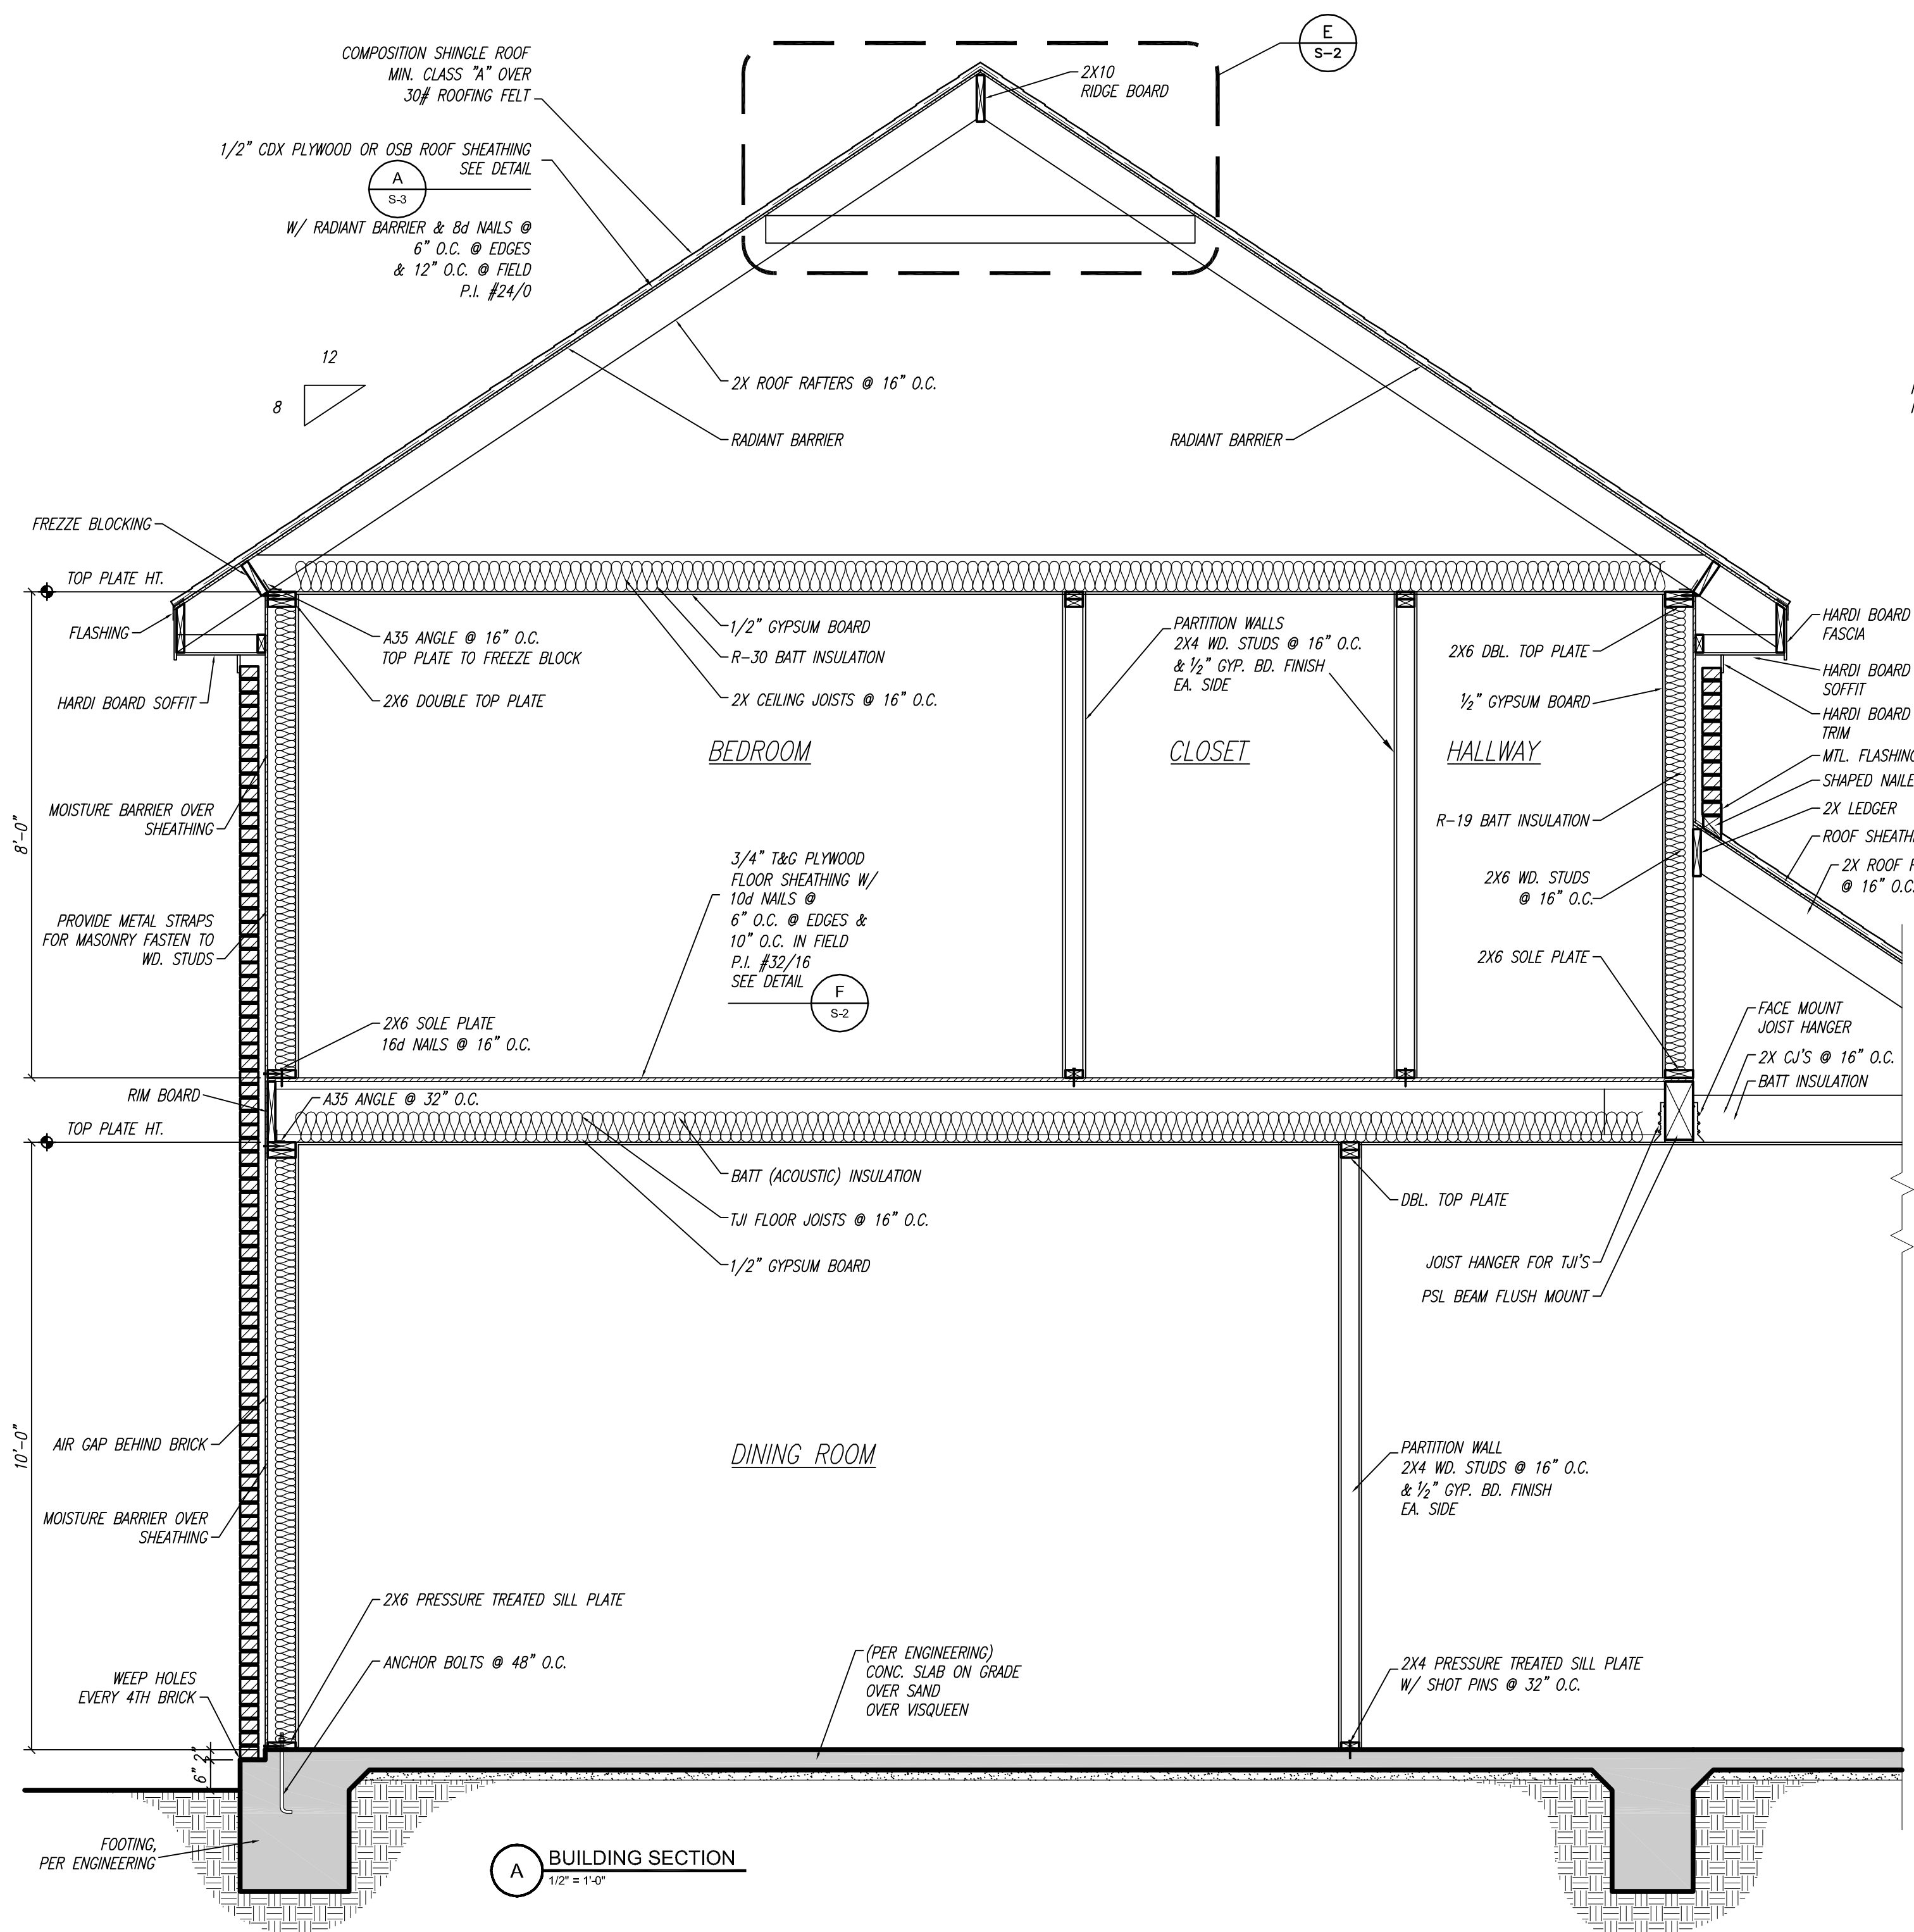 COMPOSITION SHINGLE ROOF
MIN. CLASS "A" OVER
30# ROOFING FELT
1/2" CDX PLYWOOD OR OSB ROOF SHEATHING
SEE DETAIL
A
S-3
W/ RADIANT BARRIER & 8d NAILS @
6" O.C. @ EDGES
& 12" O.C. @ FIELD
P.I. #24/0
E
S-2
2X10
RIDGE BOARD
12
8
2X ROOF RAFTERS @ 16" O.C.
RADIANT BARRIER
RADIANT BARRIER
FREZZE BLOCKING
TOP PLATE HT.
FLASHING
HARDI BOARD SOFFIT
A35 ANGLE @ 16" O.C.
TOP PLATE TO FREEZE BLOCK
2X6 DOUBLE TOP PLATE
1/2" GYPSUM BOARD
R-30 BATT INSULATION
2X CEILING JOISTS @ 16" O.C.
PARTITION WALLS
2X4 WD. STUDS @ 16" O.C.
& 1/2" GYP. BD. FINISH
EA. SIDE
2X6 DBL. TOP PLATE
1/2" GYPSUM BOARD
HARDI BOARD
FASCIA
HARDI BOARD
SOFFIT
HARDI BOARD
TRIM
MTL. FLASHING
SHAPED NAILE
2X LEDGER
ROOF SHEATH
2X ROOF R
@ 16" O.C.
BEDROOM
CLOSET
HALLWAY
8'-0"
MOISTURE BARRIER OVER
SHEATHING
PROVIDE METAL STRAPS
FOR MASONRY FASTEN TO
WD. STUDS
3/4" T&G PLYWOOD
FLOOR SHEATHING W/
10d NAILS @
6" O.C. @ EDGES &
10" O.C. IN FIELD
P.I. #32/16
SEE DETAIL
F
S-2
R-19 BATT INSULATION
2X6 WD. STUDS
@ 16" O.C.
2X6 SOLE PLATE
2X6 SOLE PLATE
16d NAILS @ 16" O.C.
FACE MOUNT
JOIST HANGER
2X CJ'S @ 16" O.C.
BATT INSULATION
RIM BOARD
A35 ANGLE @ 32" O.C.
TOP PLATE HT.
BATT (ACOUSTIC) INSULATION
TJI FLOOR JOISTS @ 16" O.C.
1/2" GYPSUM BOARD
DBL. TOP PLATE
JOIST HANGER FOR TJI'S
PSL BEAM FLUSH MOUNT
10'-0"
AIR GAP BEHIND BRICK
MOISTURE BARRIER OVER
SHEATHING
DINING ROOM
PARTITION WALL
2X4 WD. STUDS @ 16" O.C.
& 1/2" GYP. BD. FINISH
EA. SIDE
2X6 PRESSURE TREATED SILL PLATE
ANCHOR BOLTS @ 48" O.C.
WEEP HOLES
EVERY 4TH BRICK
(PER ENGINEERING)
CONC. SLAB ON GRADE
OVER SAND
OVER VISQUEEN
2X4 PRESSURE TREATED SILL PLATE
W/ SHOT PINS @ 32" O.C.
2"
6"
FOOTING,
PER ENGINEERING
A
BUILDING SECTION
1/2" = 1'-0"